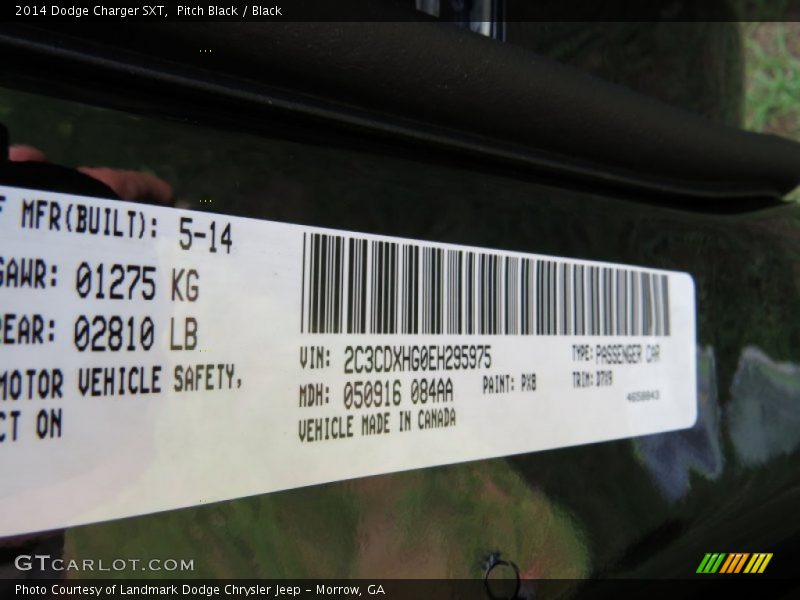 2014 Dodge Charger SXT,  Pitch Black / Black
MFR(BUILT): 5-14
GAWR: 01275 KG
REAR: 02810 LB
MOTOR VEHICLE SAFETY,
CT ON
VIN: 2C3CDXHG0EH295975
TYPE: PASSENGER CAR
MDH: 050916 084AA
PAINT: PXB
TRIM: D7X9
VEHICLE MADE IN CANADA
4658043
GTCARLOT.COM
Photo Courtesy of Landmark Dodge Chrysler Jeep – Morrow, GA